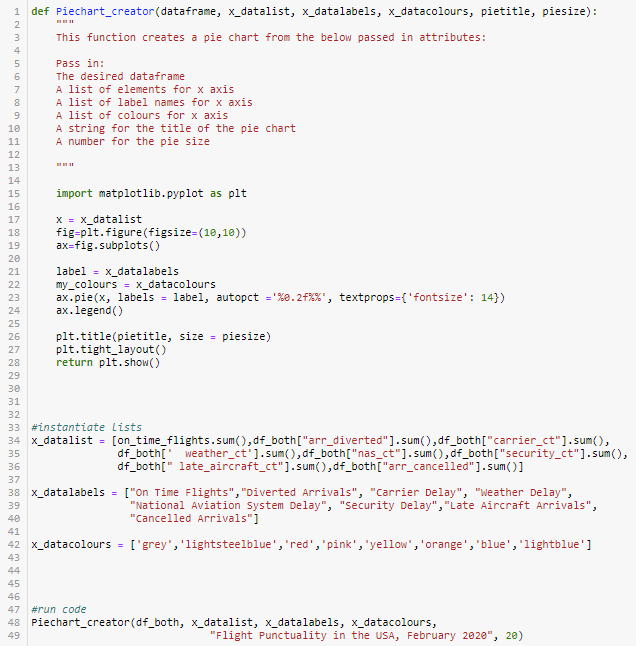 1 def Piechart_creator(dataframe, x_datalist, x_datalabels, x_datacolours, pietitle, piesize):
2     """
3     This function creates a pie chart from the below passed in attributes:
4
5     Pass in:
6     The desired dataframe
7     A list of elements for x axis
8     A list of label names for x axis
9     A list of colours for x axis
10     A string for the title of the pie chart
11     A number for the pie size
12
13     """
14
15     import matplotlib.pyplot as plt
16
17     x = x_datalist
18     fig=plt.figure(figsize=(10,10))
19     ax=fig.subplots()
20
21     label = x_datalabels
22     my_colours = x_datacolours
23     ax.pie(x, labels = label, autopct ='%0.2f%%', textprops={'fontsize': 14})
24     ax.legend()
25
26     plt.title(pietitle, size = piesize)
27     plt.tight_layout()
28     return plt.show()
29
30
31
32
33 #instantiate lists
34 x_datalist = [on_time_flights.sum(),df_both["arr_diverted"].sum(),df_both["carrier_ct"].sum(),
35               df_both['  weather_ct'].sum(),df_both["nas_ct"].sum(),df_both["security_ct"].sum(),
36               df_both[" late_aircraft_ct"].sum(),df_both["arr_cancelled"].sum()]
37
38 x_datalabels = ["On Time Flights","Diverted Arrivals", "Carrier Delay", "Weather Delay",
39                 "National Aviation System Delay", "Security Delay","Late Aircraft Arrivals",
40                 "Cancelled Arrivals"]
41
42 x_datacolours = ['grey','lightsteelblue','red','pink','yellow','orange','blue','lightblue']
43
44
45
46
47 #run code
48 Piechart_creator(df_both, x_datalist, x_datalabels, x_datacolours,
49                              "Flight Punctuality in the USA, February 2020", 20)